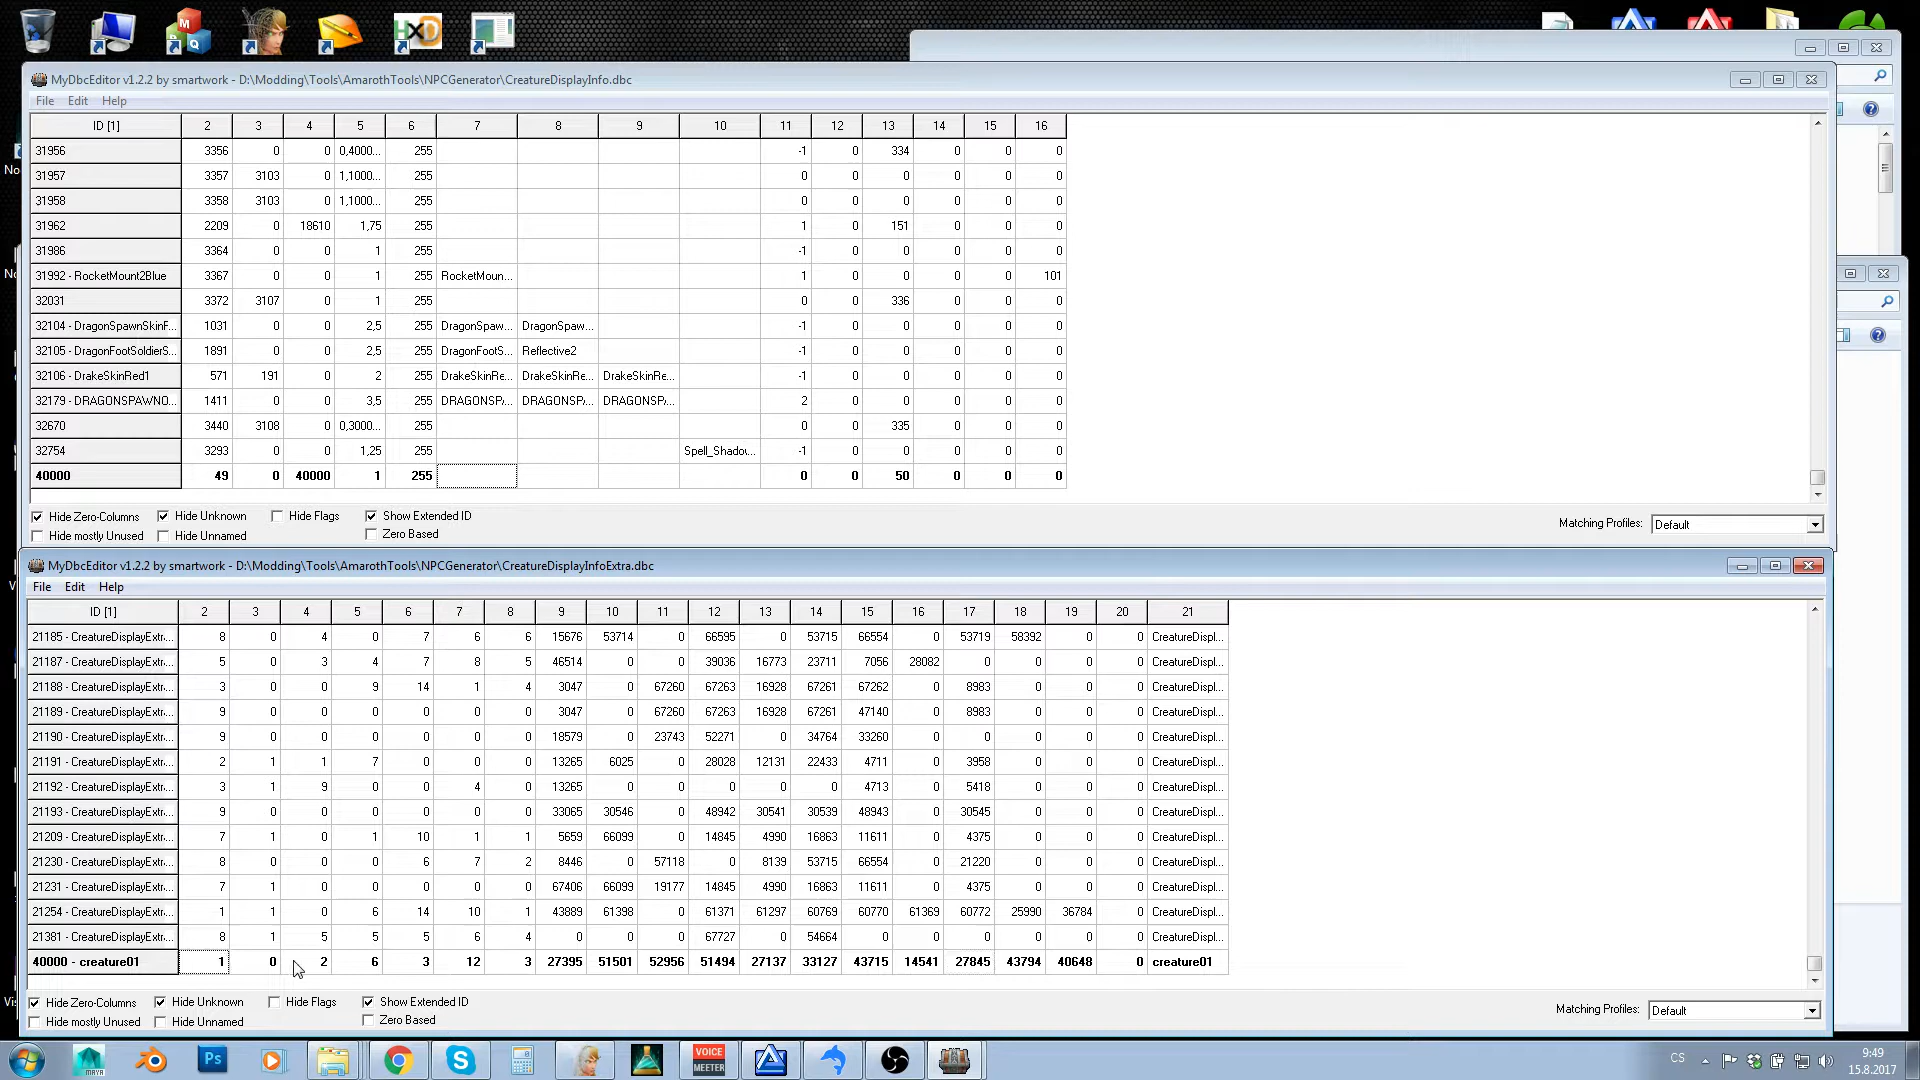 MyDbcEditor v1.2.2 by smartwork - D:\Modding\Tools\AmarothTools\NPCGenerator\CreatureDisplayInfo.dbc
File Edit Help
ID [1] 2 3 4 5 6 7 8 9 10 11 12 13 14 15 16
31956 3356 0 0 0,4000... 255 -1 0 334 0 0 0
31957 3357 3103 0 1,1000... 255 0 0 0 0 0 0
31958 3358 3103 0 1,1000... 255 0 0 0 0 0 0
31962 2209 0 18610 1,75 255 1 0 151 0 0 0
31986 3364 0 0 1 255 -1 0 0 0 0 0
31992 - RocketMount2Blue 3367 0 0 1 255 RocketMoun... 1 0 0 0 0 101
32031 3372 3107 0 1 255 0 0 336 0 0 0
32104 - DragonSpawnSkinF... 1031 0 0 2,5 255 DragonSpaw... DragonSpaw... -1 0 0 0 0 0
32105 - DragonFootSoldierS... 1891 0 0 2,5 255 DragonFootS... Reflective2 -1 0 0 0 0 0
32106 - DrakeSkinRed1 571 191 0 2 255 DrakeSkinRe... DrakeSkinRe... DrakeSkinRe... -1 0 0 0 0 0
32179 - DRAGONSPAWNO... 1411 0 0 3,5 255 DRAGONSPA... DRAGONSPA... DRAGONSPA... 2 0 0 0 0 0
32670 3440 3108 0 0,3000... 255 0 0 335 0 0 0
32754 3293 0 0 1,25 255 Spell_Shadow... -1 0 0 0 0 0
40000 49 0 40000 1 255 0 0 50 0 0 0
Hide Zero-Columns Hide Unknown Hide Flags Show Extended ID
Hide mostly Unused Hide Unnamed Zero Based
Matching Profiles: Default
MyDbcEditor v1.2.2 by smartwork - D:\Modding\Tools\AmarothTools\NPCGenerator\CreatureDisplayInfoExtra.dbc
File Edit Help
ID [1] 2 3 4 5 6 7 8 9 10 11 12 13 14 15 16 17 18 19 20 21
21185 - CreatureDisplayExtr... 8 0 4 0 7 6 6 15676 53714 0 66595 0 53715 66554 0 53719 58392 0 0 CreatureDispl...
21187 - CreatureDisplayExtr... 5 0 3 4 7 8 5 46514 0 0 39036 16773 23711 7056 28082 0 0 0 0 CreatureDispl...
21188 - CreatureDisplayExtr... 3 0 0 9 14 1 4 3047 0 67260 67263 16928 67261 67262 0 8983 0 0 0 CreatureDispl...
21189 - CreatureDisplayExtr... 9 0 0 0 0 0 0 3047 0 67260 67263 16928 67261 47140 0 8983 0 0 0 CreatureDispl...
21190 - CreatureDisplayExtr... 9 0 0 0 0 0 0 18579 0 23743 52271 0 34764 33260 0 0 0 0 0 CreatureDispl...
21191 - CreatureDisplayExtr... 2 1 1 7 0 0 0 13265 6025 0 28028 12131 22433 4711 0 3958 0 0 0 CreatureDispl...
21192 - CreatureDisplayExtr... 3 1 9 0 0 4 0 13265 0 0 0 0 0 4713 0 5418 0 0 0 CreatureDispl...
21193 - CreatureDisplayExtr... 9 0 0 0 0 0 0 33065 30546 0 48942 30541 30539 48943 0 30545 0 0 0 CreatureDispl...
21209 - CreatureDisplayExtr... 7 1 0 1 10 1 1 5659 66099 0 14845 4990 16863 11611 0 4375 0 0 0 CreatureDispl...
21230 - CreatureDisplayExtr... 8 0 0 0 6 7 2 8446 0 57118 0 8139 53715 66554 0 21220 0 0 0 CreatureDispl...
21231 - CreatureDisplayExtr... 7 1 0 0 0 0 0 67406 66099 19177 14845 4990 16863 11611 0 4375 0 0 0 CreatureDispl...
21254 - CreatureDisplayExtr... 1 1 0 6 14 10 1 43889 61398 0 61371 61297 60769 60770 61369 60772 25990 36784 0 CreatureDispl...
21381 - CreatureDisplayExtr... 8 1 5 5 5 6 4 0 0 0 67727 0 54664 0 0 0 0 0 0 CreatureDispl...
40000 - creature01 1 0 2 6 3 12 3 27395 51501 52956 51494 27137 33127 43715 14541 27845 43794 40648 0 creature01
Hide Zero-Columns Hide Unknown Hide Flags Show Extended ID
Hide mostly Unused Hide Unnamed Zero Based
Matching Profiles: Default
MAYA
Ps
VOICE
MEETER
CS
9:49
15.8.2017